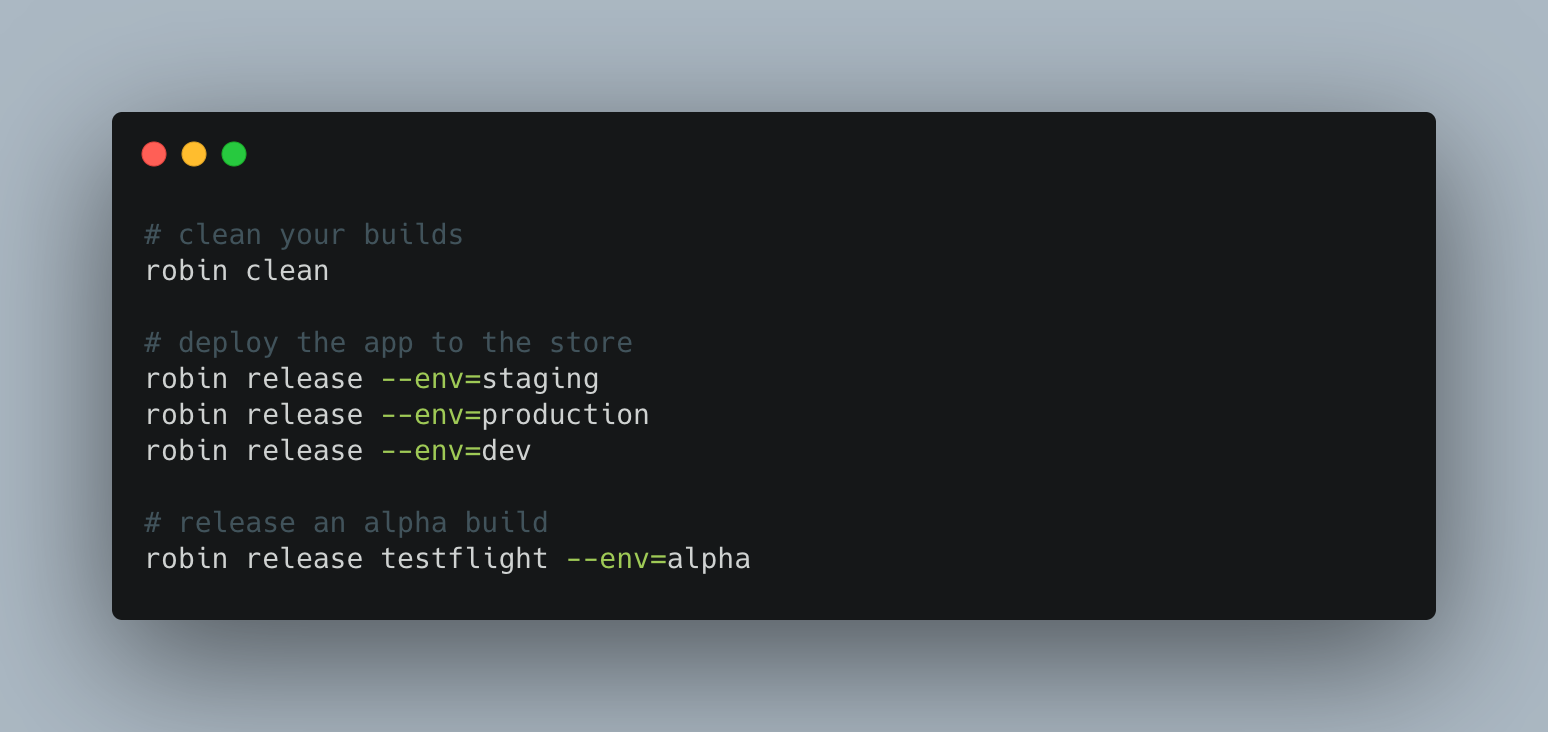 # clean your builds
robin clean
# deploy the app to the store
robin release --env=staging
robin release --env=production
robin release --env=dev
# release an alpha build
robin release testflight --env=alpha